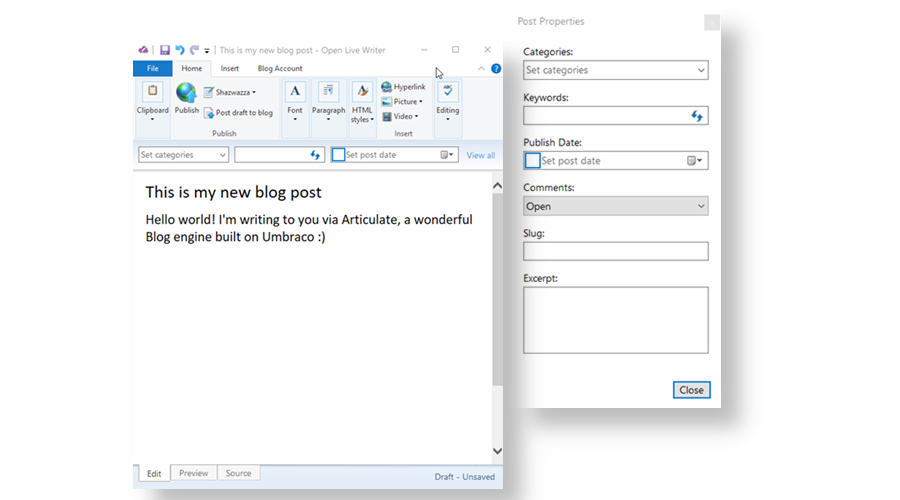 This is my new blog post - Open Live Writer
File Home Insert Blog Account
Clipboard
Publish
Shazwazza
Post draft to blog
Publish
Font
Paragraph
HTML
styles
Hyperlink
Picture
Video
Insert
Editing
Set categories
Set post date
View all
This is my new blog post
Hello world! I'm writing to you via Articulate, a wonderful
Blog engine built on Umbraco :)
Edit Preview Source
Draft - Unsaved
Post Properties
Categories:
Set categories
Keywords:
Publish Date:
Set post date
Comments:
Open
Slug:
Excerpt:
Close